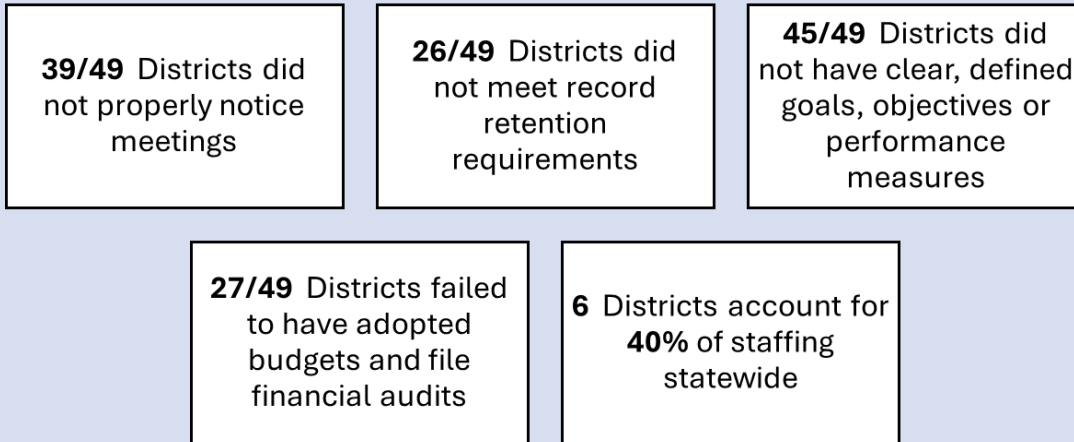 39/49 Districts did
not properly notice
meetings
26/49 Districts did
not meet record
retention
requirements
45/49 Districts did
not have clear, defined
goals, objectives or
performance
measures
27/49 Districts failed
to have adopted
budgets and file
financial audits
6 Districts account for
40% of staffing
statewide